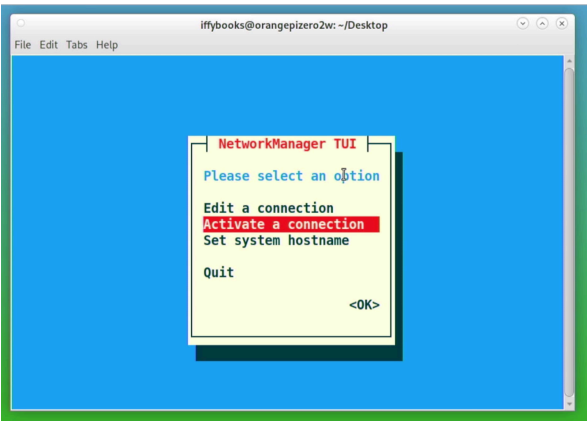 iffybooks@orangepizero2w: ~/Desktop
File Edit Tabs Help
NetworkManager TUI
Please select an option
Edit a connection
Activate a connection
Set system hostname
Quit
<OK>